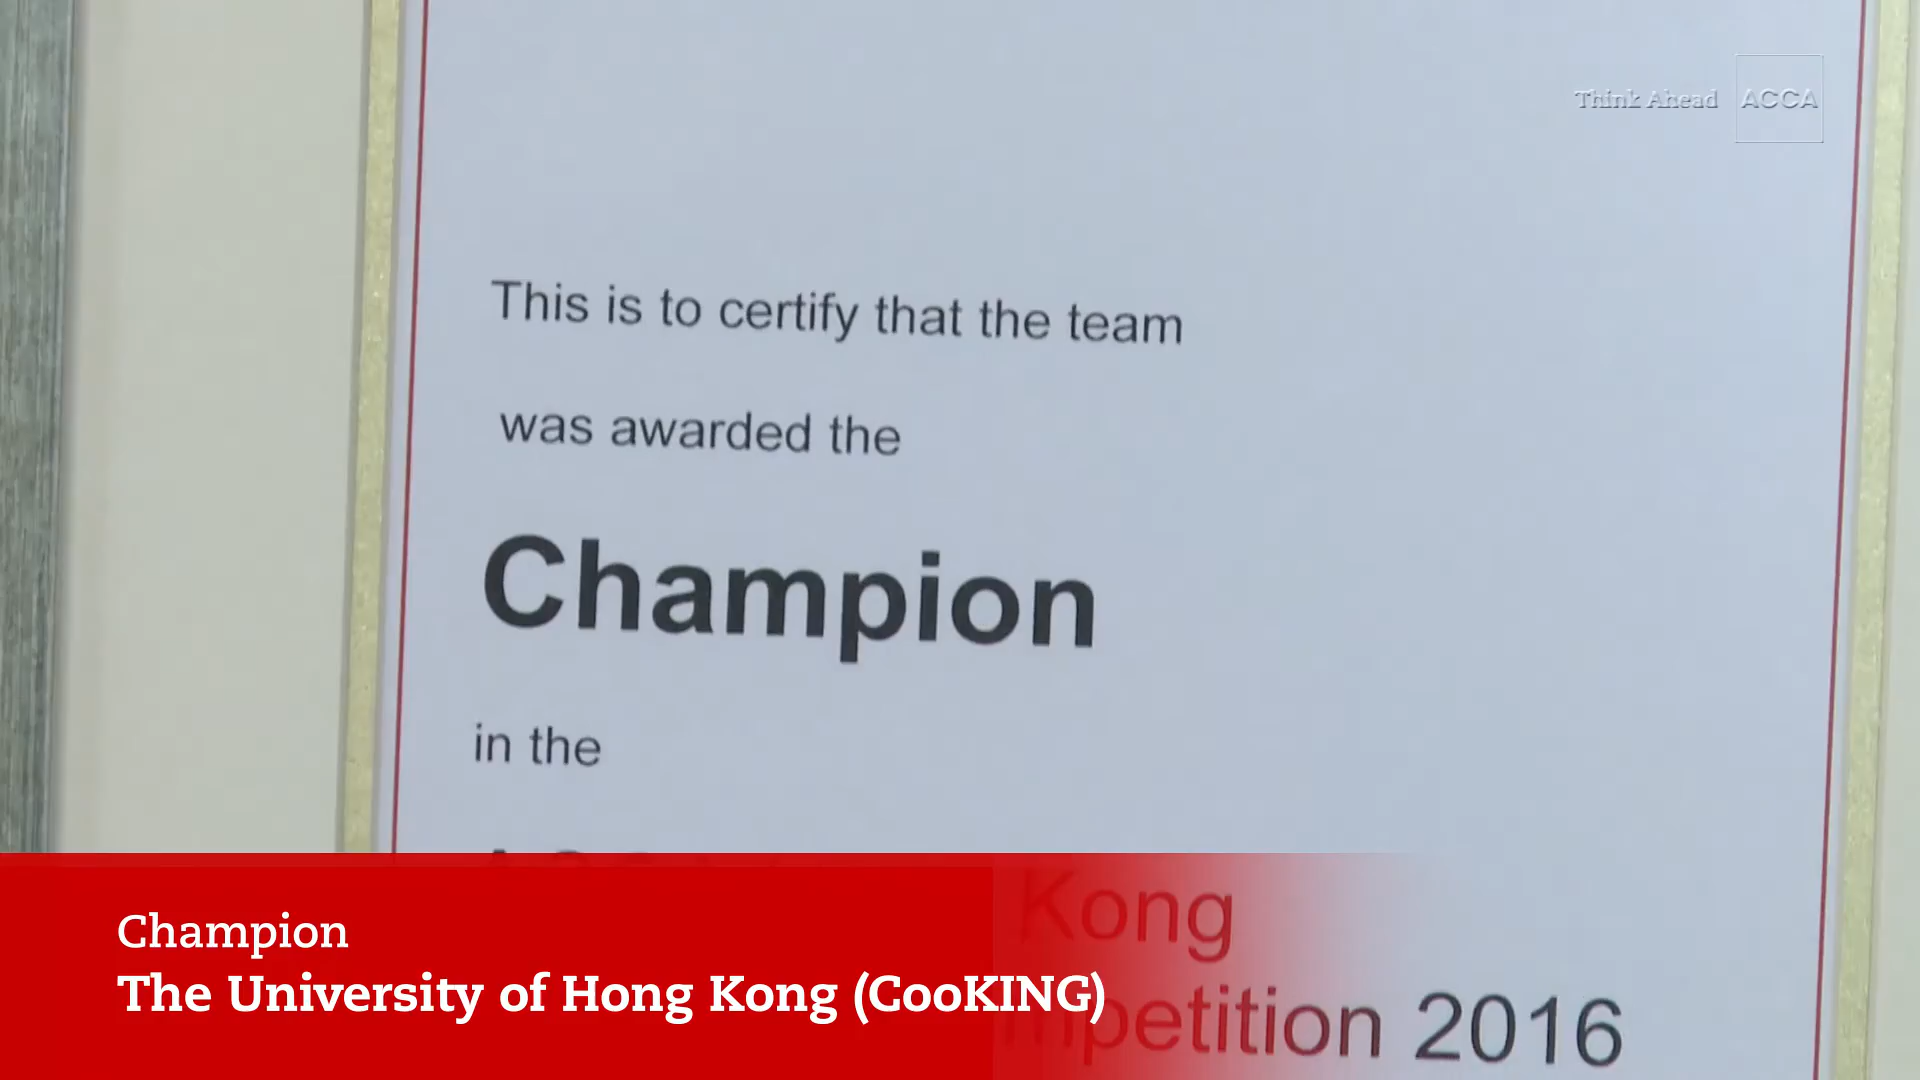 Think Ahead ACCA
This is to certify that the team
was awarded the
Champion
in the
Kong
petition 2016
Champion
The University of Hong Kong (CooKING)